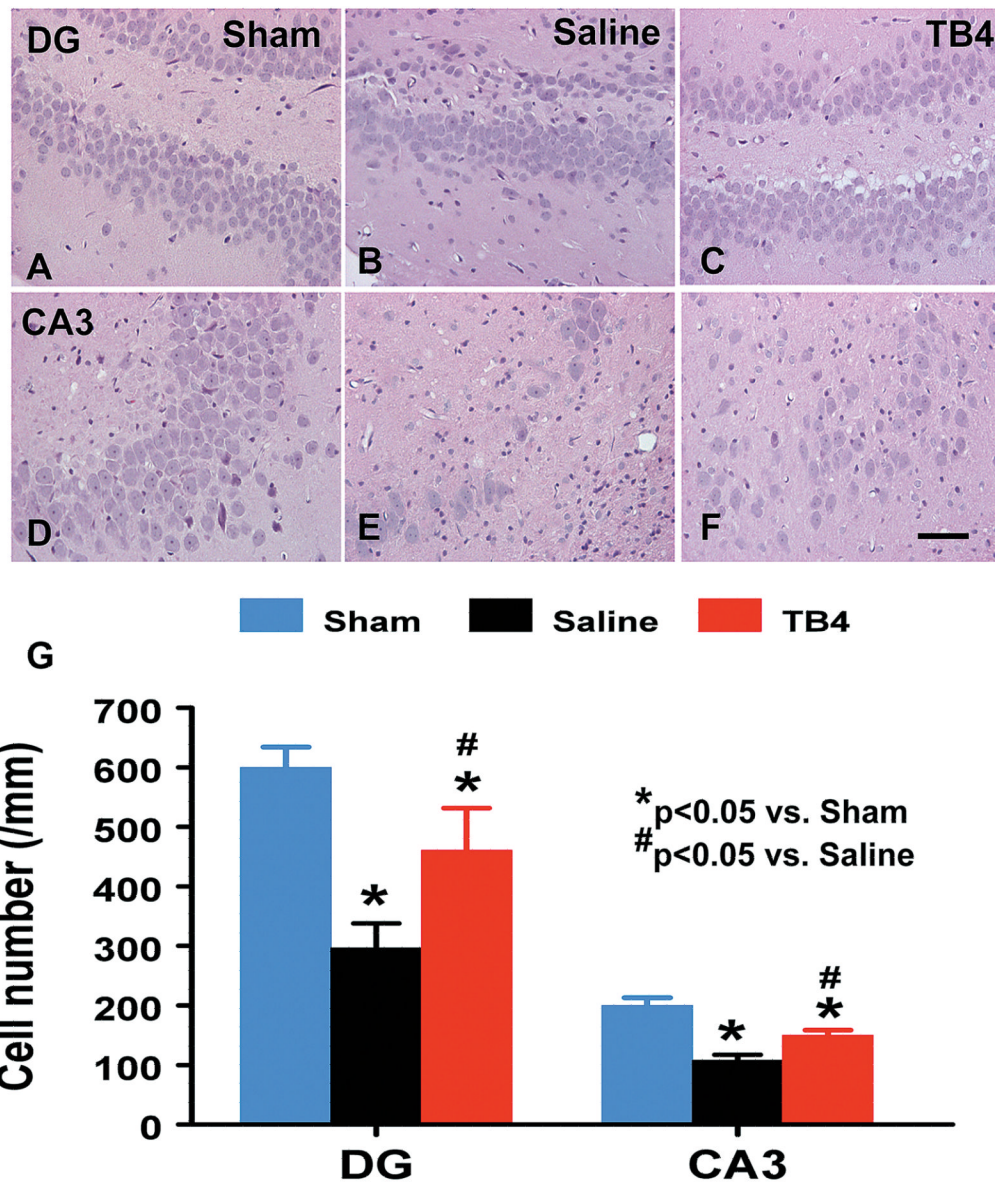 DG Sham
Saline
TB4
A
B
C
CA3
D
E
F
Sham Saline TB4
G
Cell number (/mm)
700
600
500
400
300
200
100
0
#
*
*
#
*
*
*p<0.05 vs. Sham
#p<0.05 vs. Saline
DG CA3